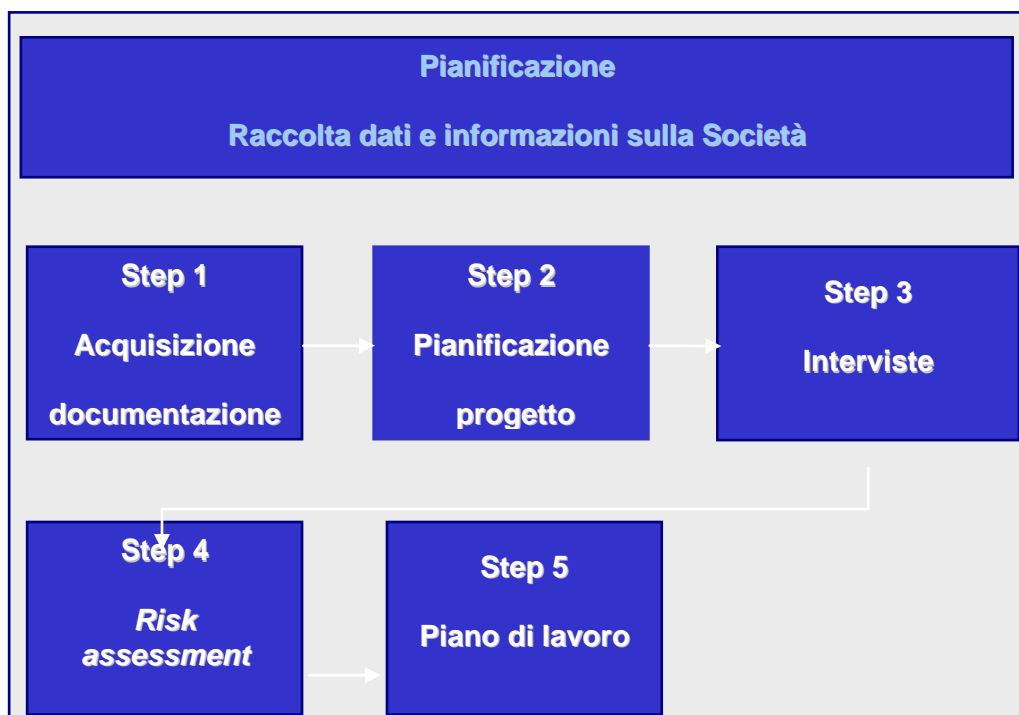 Pianificazione
Raccolta dati e informazioni sulla Società
Step 1
Acquisizione
documentazione
Step 2
Pianificazione
progetto
Step 3
Interviste
Step 4
Risk
assessment
Step 5
Piano di lavoro